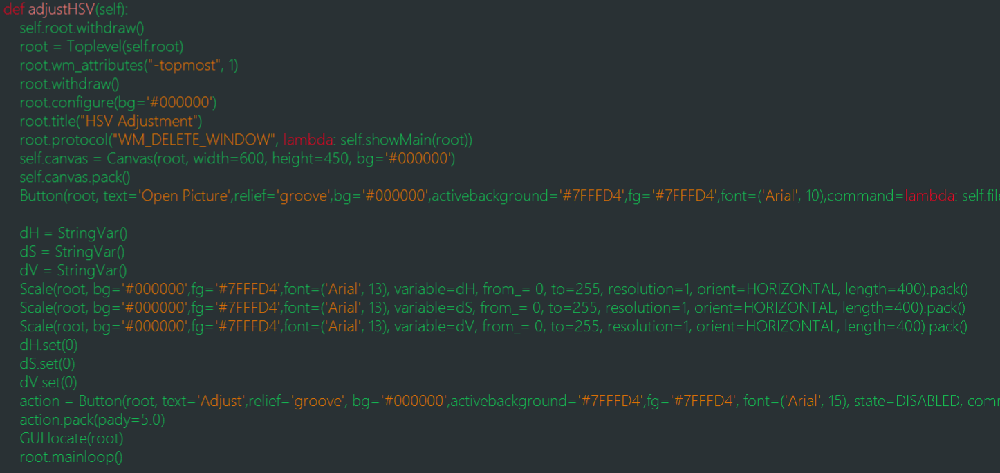 def adjustHSV(self):
self.root.withdraw()
root = Toplevel(self.root)
root.wm_attributes("-topmost", 1)
root.withdraw()
root.configure(bg='#000000')
root.title("HSV Adjustment")
root.protocol("WM_DELETE_WINDOW", lambda: self.showMain(root))
self.canvas = Canvas(root, width=600, height=450, bg='#000000')
self.canvas.pack()
Button(root, text='Open Picture',relief='groove',bg='#000000',activebackground='#7FFFD4',fg='#7FFFD4',font=('Arial', 10),command=lambda: self.file
dH = StringVar()
dS = StringVar()
dV = StringVar()
Scale(root, bg='#000000',fg='#7FFFD4',font=('Arial', 13), variable=dH, from_= 0, to=255, resolution=1, orient=HORIZONTAL, length=400).pack()
Scale(root, bg='#000000',fg='#7FFFD4',font=('Arial', 13), variable=dS, from_= 0, to=255, resolution=1, orient=HORIZONTAL, length=400).pack()
Scale(root, bg='#000000',fg='#7FFFD4',font=('Arial', 13), variable=dV, from_= 0, to=255, resolution=1, orient=HORIZONTAL, length=400).pack()
dH.set(0)
dS.set(0)
dV.set(0)
action = Button(root, text='Adjust',relief='groove', bg='#000000',activebackground='#7FFFD4',fg='#7FFFD4', font=('Arial', 15), state=DISABLED, com
action.pack(pady=5.0)
GUI.locate(root)
root.mainloop()